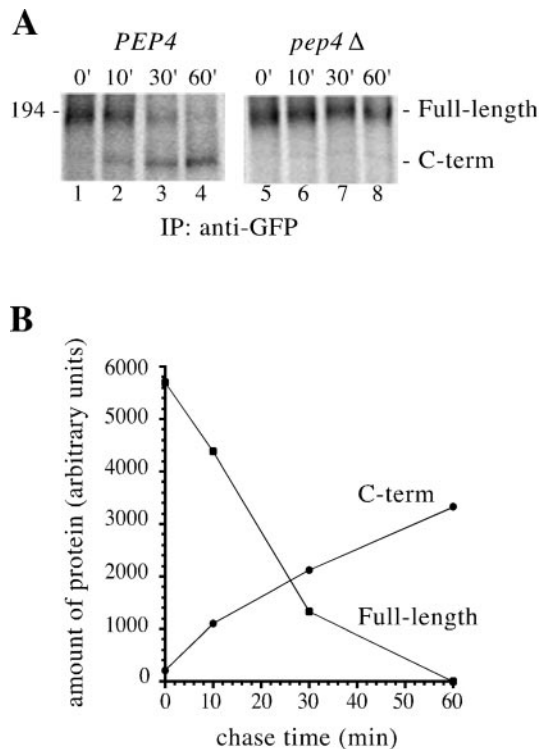 A
PEP4 pep4 Δ
0' 10' 30' 60' 0' 10' 30' 60'
194 - - Full-length
- C-term
1 2 3 4 5 6 7 8
IP: anti-GFP
B
amount of protein (arbitrary units)
6000
5000
4000
3000
2000
1000
0
C-term
Full-length
0 10 20 30 40 50 60
chase time (min)